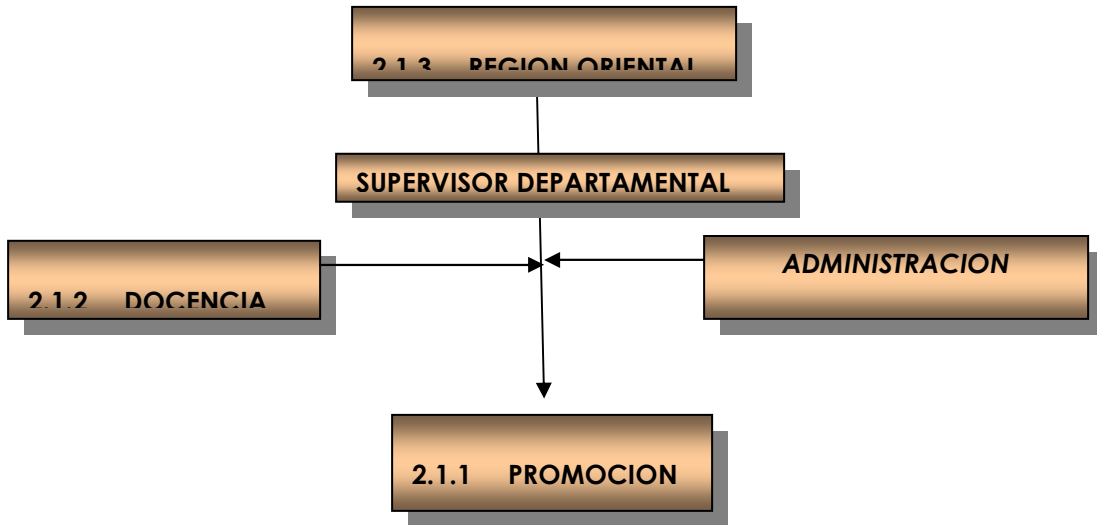 2.1.3 REGION ORIENTAL
SUPERVISOR DEPARTAMENTAL
2.1.2 DOCENCIA
ADMINISTRACION
2.1.1 PROMOCION